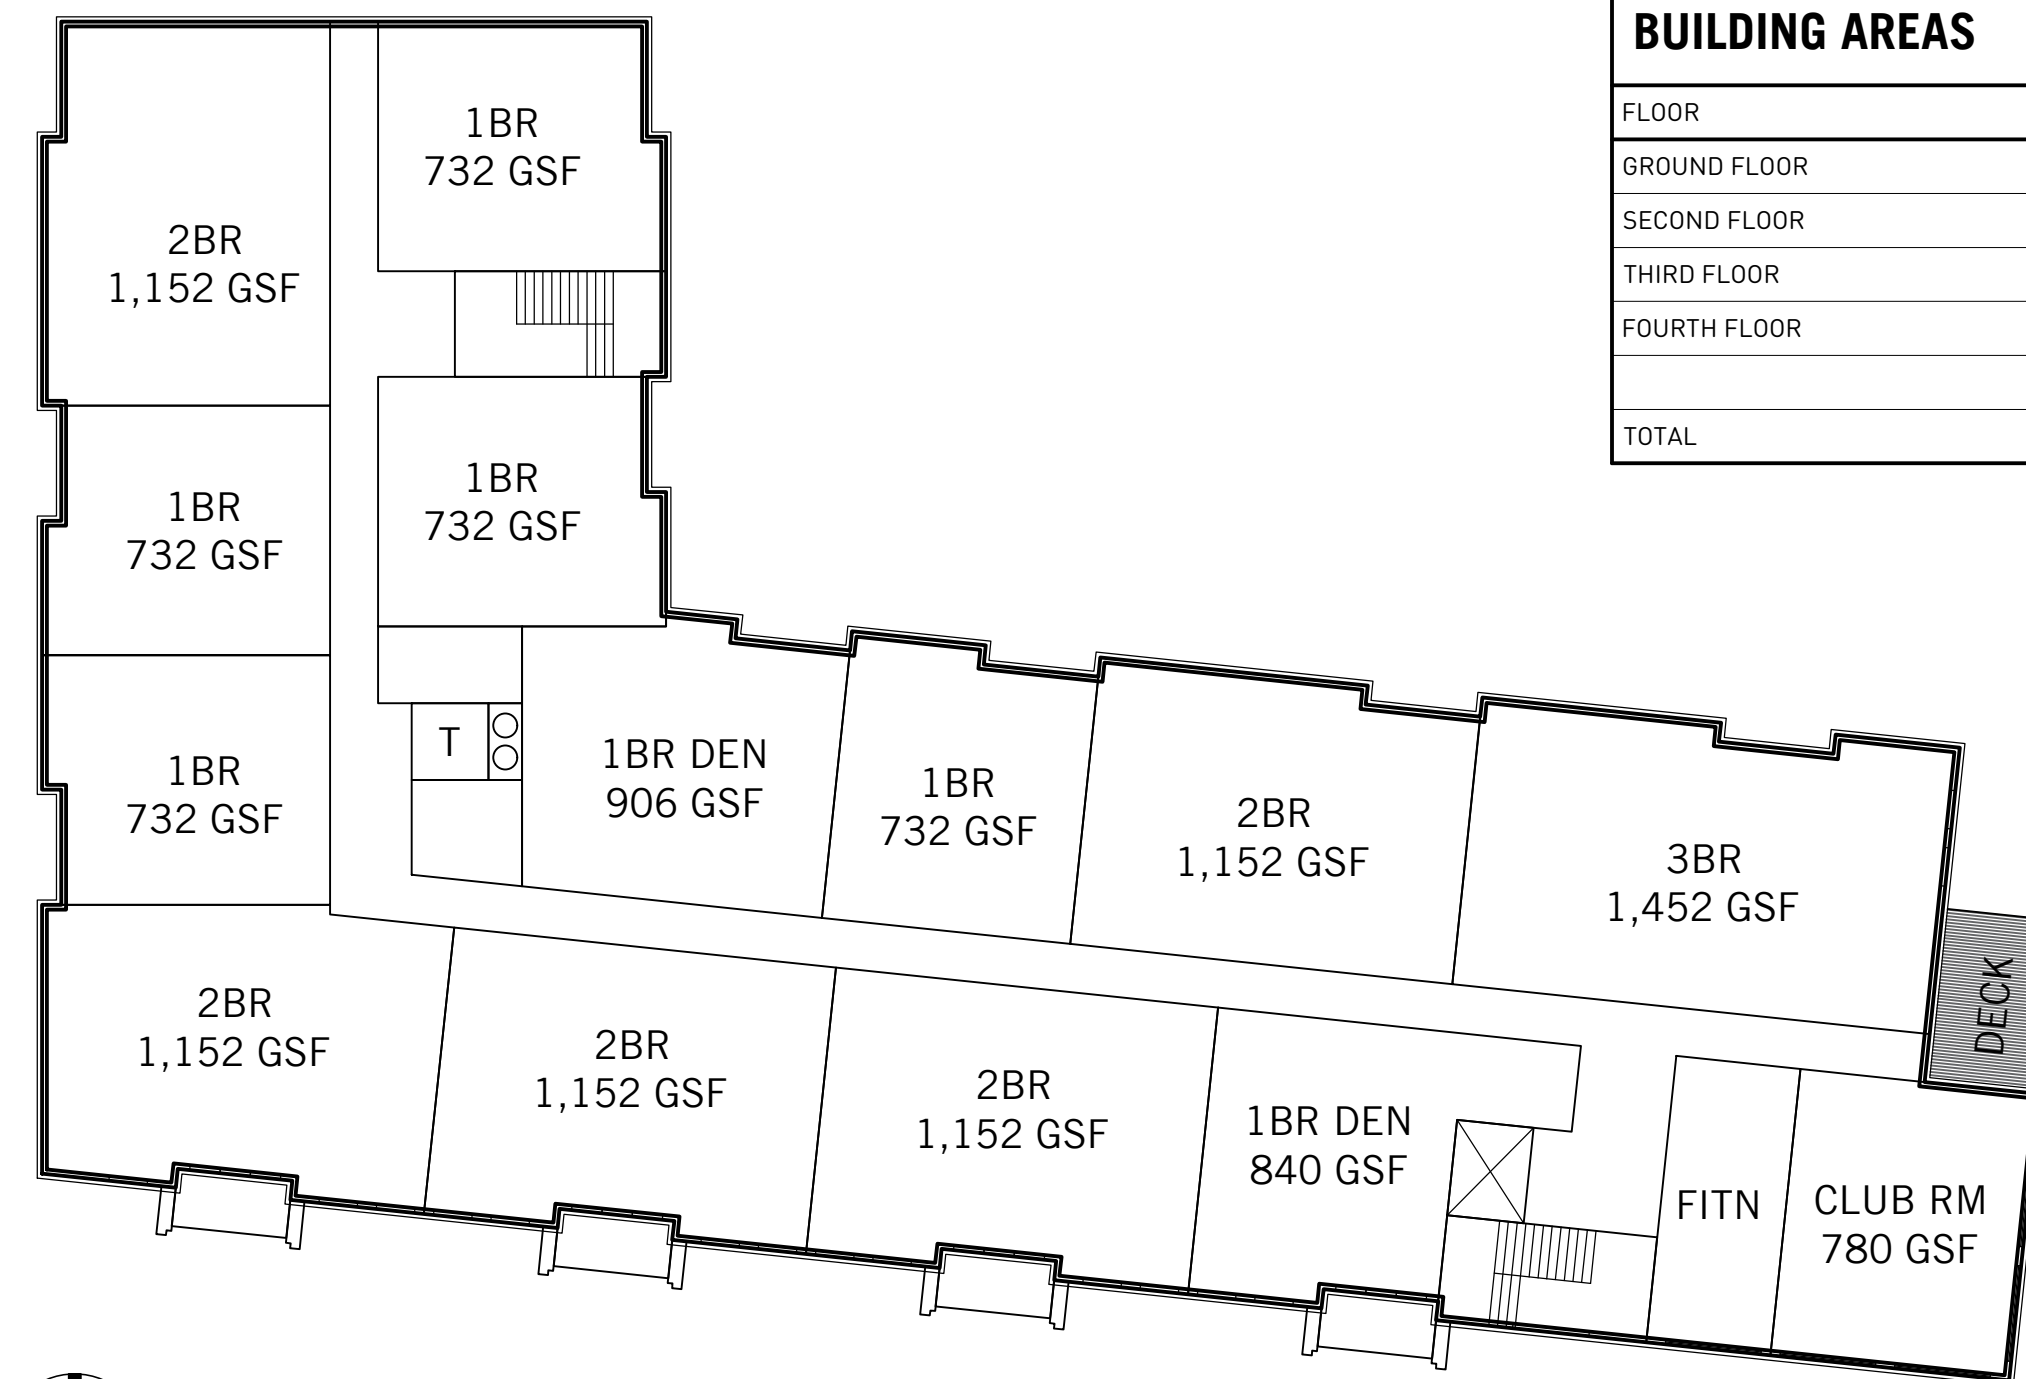 BUILDING AREAS
FLOOR
GROUND FLOOR
SECOND FLOOR
THIRD FLOOR
FOURTH FLOOR
TOTAL
1BR
732 GSF
2BR
1,152 GSF
1BR
732 GSF
1BR
732 GSF
1BR
732 GSF
T
1BR DEN
906 GSF
1BR
732 GSF
2BR
1,152 GSF
3BR
1,452 GSF
DECK
2BR
1,152 GSF
2BR
1,152 GSF
2BR
1,152 GSF
1BR DEN
840 GSF
FITN
CLUB RM
780 GSF